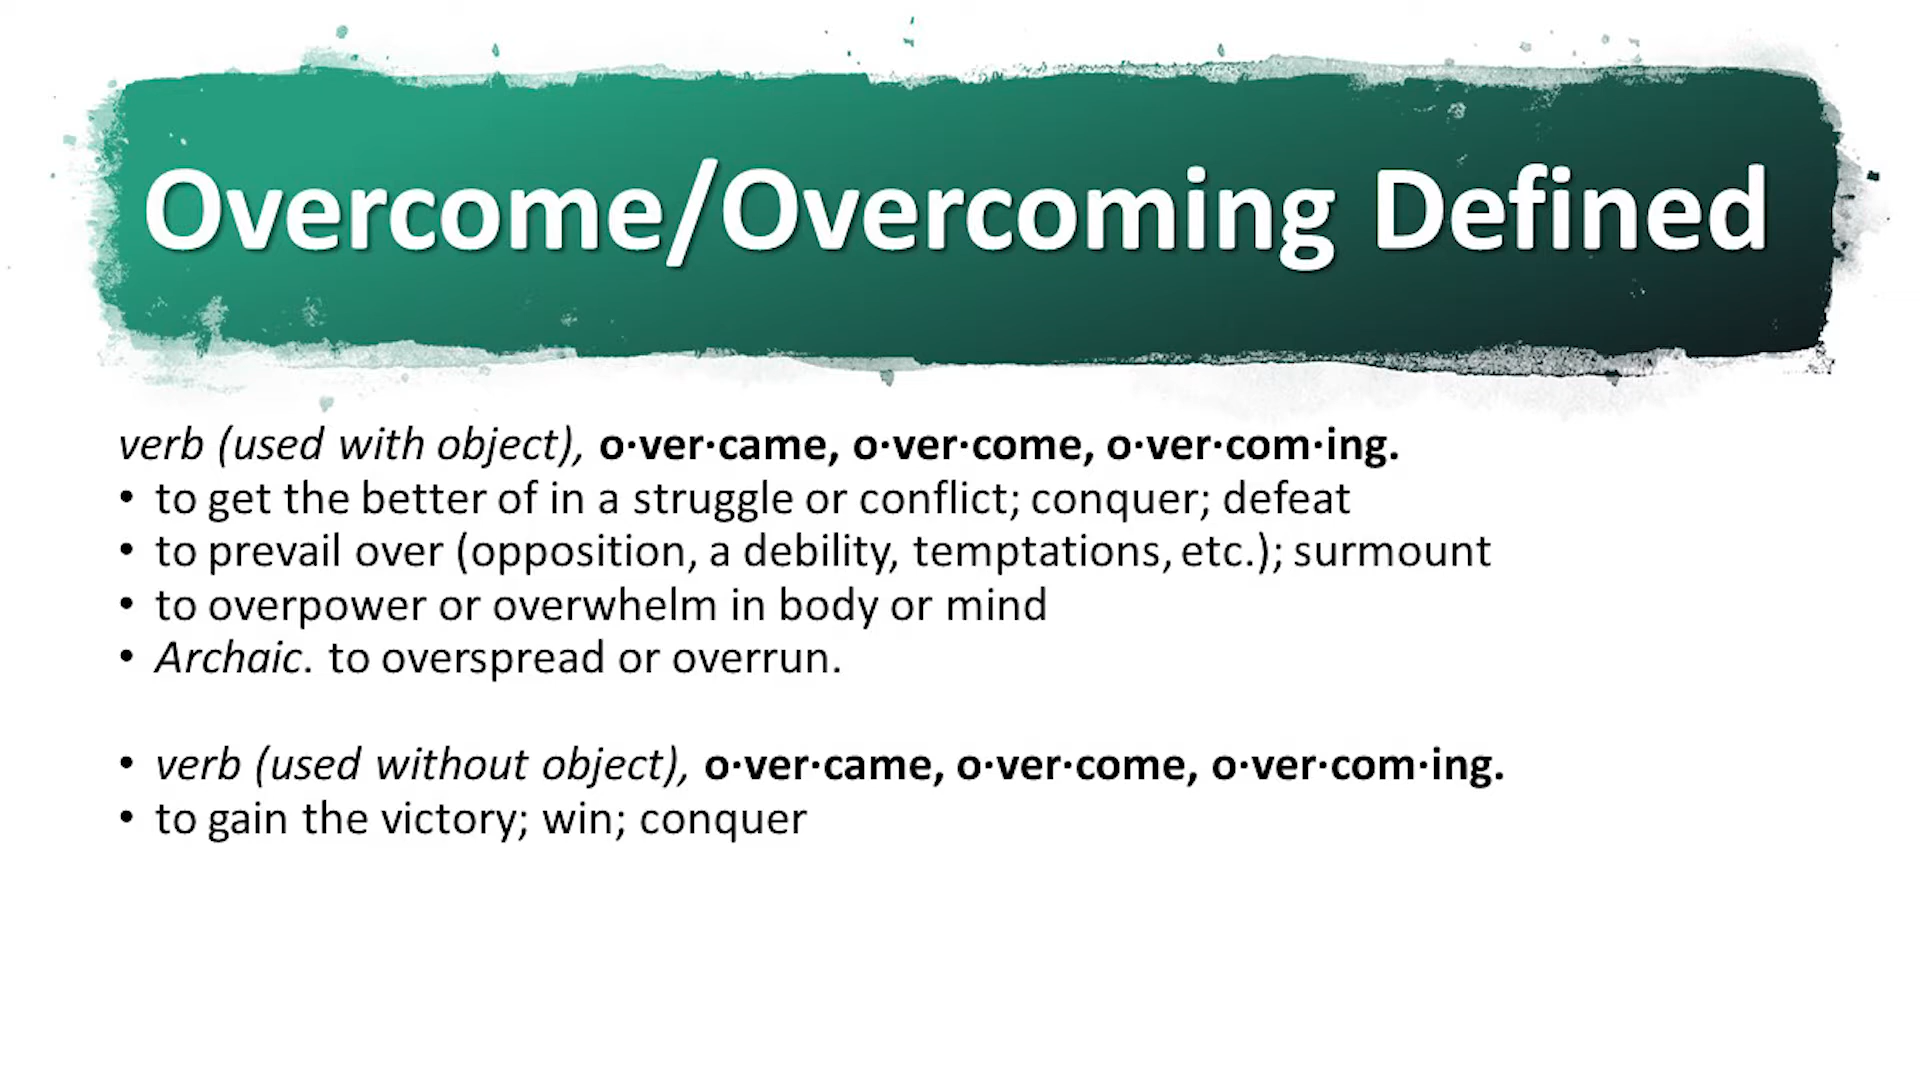 Overcome/Overcoming Defined
verb (used with object), o·ver·came, o·ver·come, o·ver·com·ing.
• to get the better of in a struggle or conflict; conquer; defeat
• to prevail over (opposition, a debility, temptations, etc.); surmount
• to overpower or overwhelm in body or mind
• Archaic. to overspread or overrun.
• verb (used without object), o·ver·came, o·ver·come, o·ver·com·ing.
• to gain the victory; win; conquer